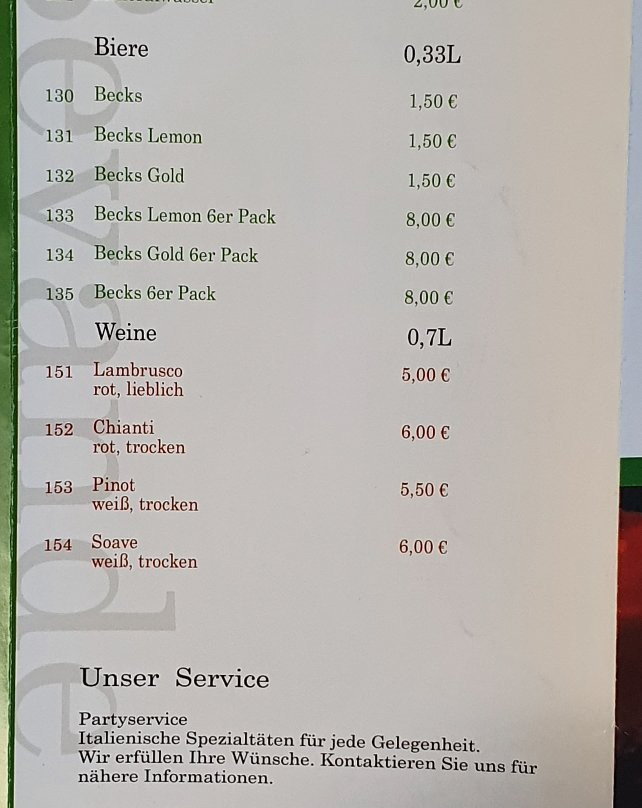 2,00 €
Biere 0,33L
130 Becks 1,50 €
131 Becks Lemon 1,50 €
132 Becks Gold 1,50 €
133 Becks Lemon 6er Pack 8,00 €
134 Becks Gold 6er Pack 8,00 €
135 Becks 6er Pack 8,00 €
Weine 0,7L
151 Lambrusco 5,00 €
rot, lieblich
152 Chianti 6,00 €
rot, trocken
153 Pinot 5,50 €
weiß, trocken
154 Soave 6,00 €
weiß, trocken
Unser Service
Partyservice
Italienische Spezialtäten für jede Gelegenheit.
Wir erfüllen Ihre Wünsche. Kontaktieren Sie uns für
nähere Informationen.
Bevande